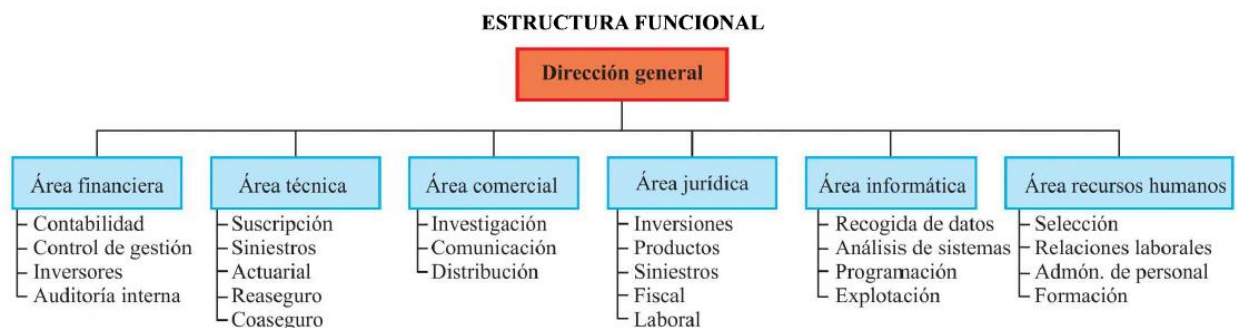 ESTRUCTURA FUNCIONAL
Dirección general
Área financiera
Contabilidad
Control de gestión
Inversores
Auditoría interna
Área técnica
Suscripción
Siniestros
Actuarial
Reaseguro
Coaseguro
Área comercial
Investigación
Comunicación
Distribución
Área jurídica
Inversiones
Productos
Siniestros
Fiscal
Laboral
Área informática
Recogida de datos
Análisis de sistemas
Programación
Explotación
Área recursos humanos
Selección
Relaciones laborales
Admón. de personal
Formación